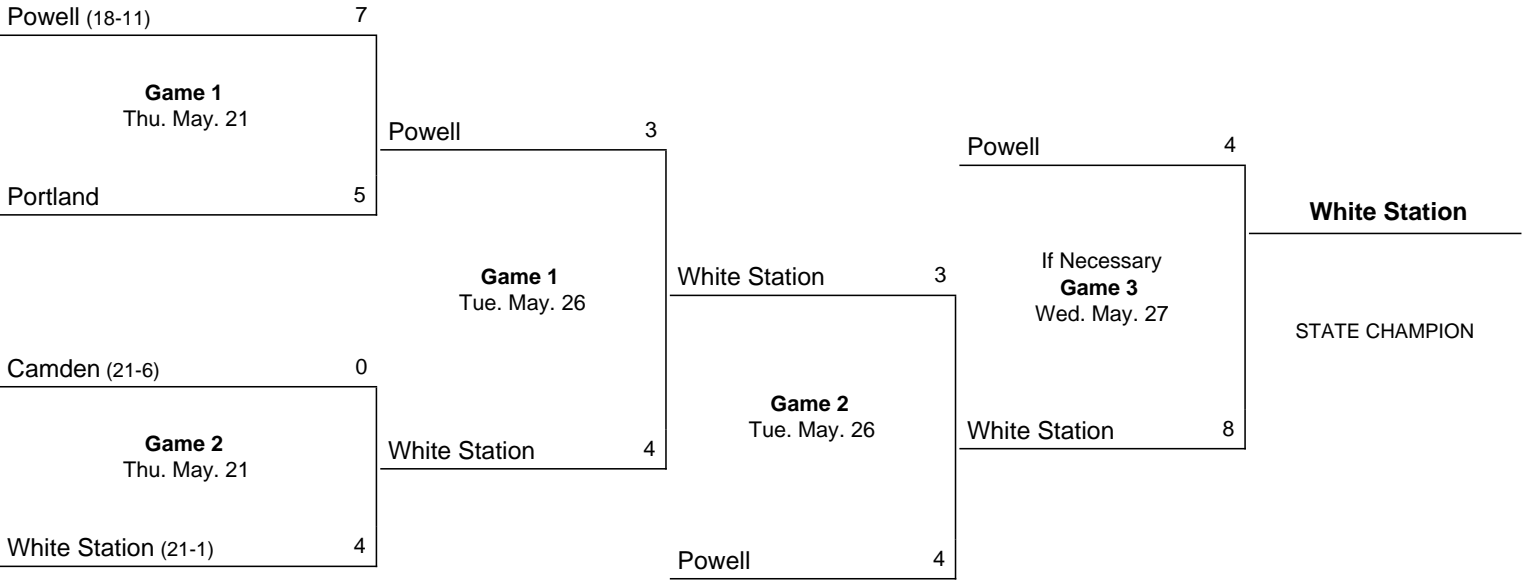 Powell (18-11) 7
Game 1
Thu. May. 21
Portland 5
Camden (21-6) 0
Game 2
Thu. May. 21
White Station (21-1) 4
Powell 3
Game 1
Tue. May. 26
White Station 4
White Station 3
Game 2
Tue. May. 26
Powell 4
Powell 4
If Necessary
Game 3
Wed. May. 27
White Station 8
White Station
STATE CHAMPION